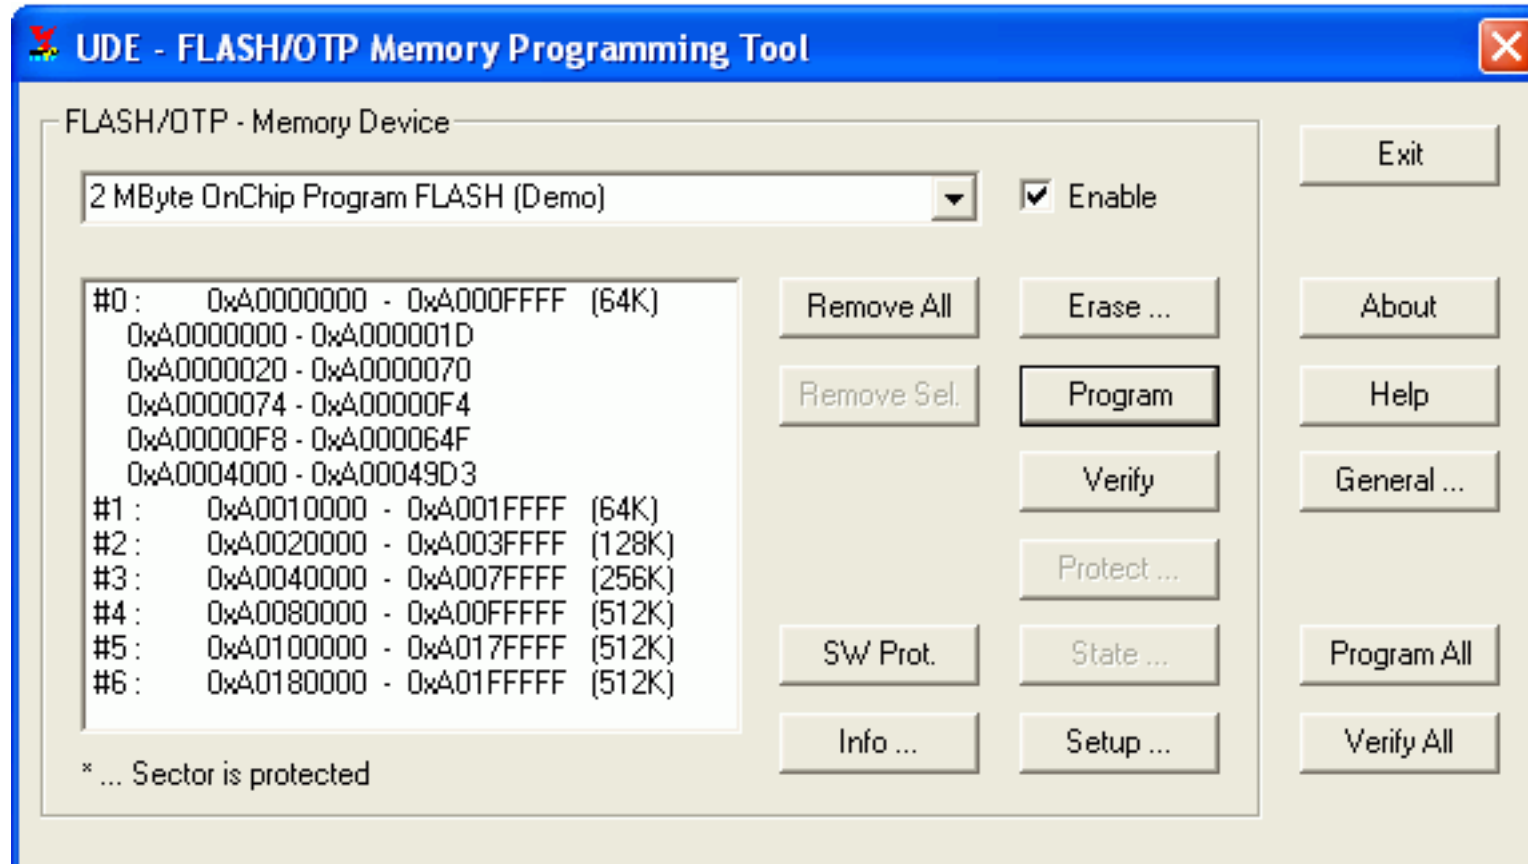 UDE - FLASH/OTP Memory Programming Tool
FLASH/OTP - Memory Device
2 MByte OnChip Program FLASH (Demo)
Enable
Exit
#0 : 0xA0000000 - 0xA000FFFF (64K)
0xA0000000 - 0xA000001D
0xA0000020 - 0xA0000070
0xA0000074 - 0xA00000F4
0xA00000F8 - 0xA000064F
0xA0004000 - 0xA00049D3
#1 : 0xA0010000 - 0xA001FFFF (64K)
#2 : 0xA0020000 - 0xA003FFFF (128K)
#3 : 0xA0040000 - 0xA007FFFF (256K)
#4 : 0xA0080000 - 0xA00FFFFF (512K)
#5 : 0xA0100000 - 0xA017FFFF (512K)
#6 : 0xA0180000 - 0xA01FFFFF (512K)
* ... Sector is protected
Remove All
Erase ...
About
Remove Sel.
Program
Help
Verify
General ...
Protect ...
SW Prot.
State ...
Program All
Info ...
Setup ...
Verify All